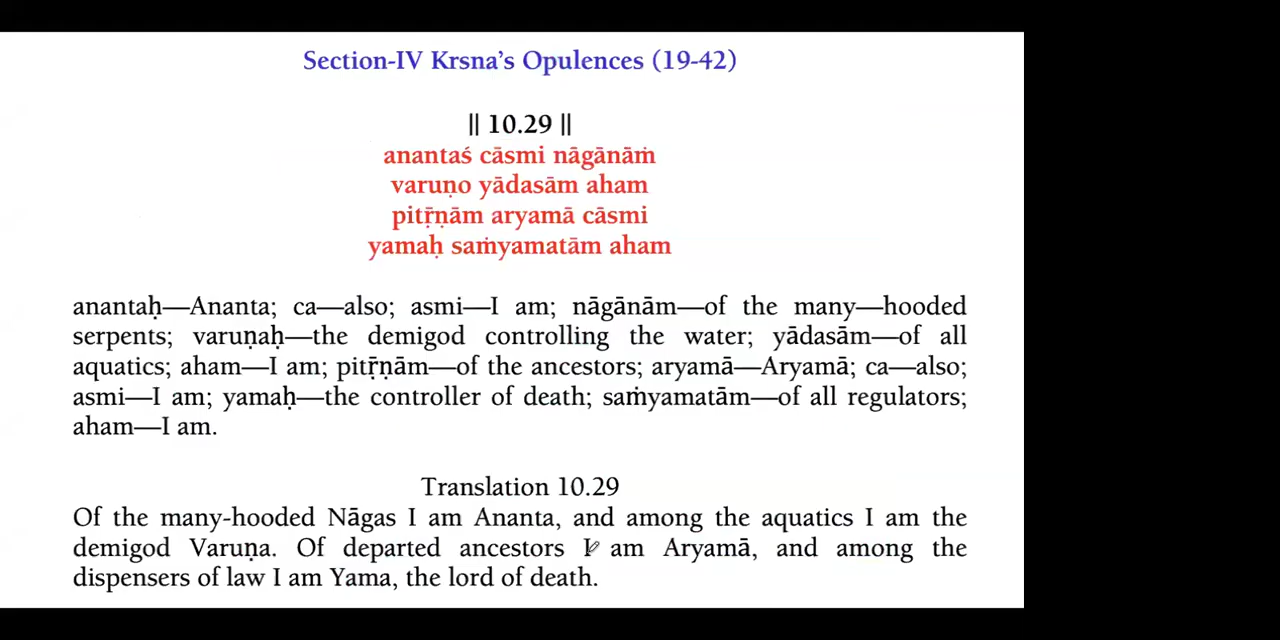 Section-IV Krsna's Opulences (19-42)
|| 10.29 ||
anantaś cāsmi nāgānāṁ
varuṇo yādasām aham
pitṝṇām aryamā cāsmi
yamaḥ saṁyamatām aham
anantaḥ—Ananta; ca—also; asmi—I am; nāgānām—of the many—hooded
serpents; varuṇaḥ—the demigod controlling the water; yādasām—of all
aquatics; aham—I am; pitṝṇām—of the ancestors; aryamā—Aryamā; ca—also;
asmi—I am; yamaḥ—the controller of death; saṁyamatām—of all regulators;
aham—I am.
Translation 10.29
Of the many-hooded Nāgas I am Ananta, and among the aquatics I am the
demigod Varuṇa. Of departed ancestors I am Aryamā, and among the
dispensers of law I am Yama, the lord of death.